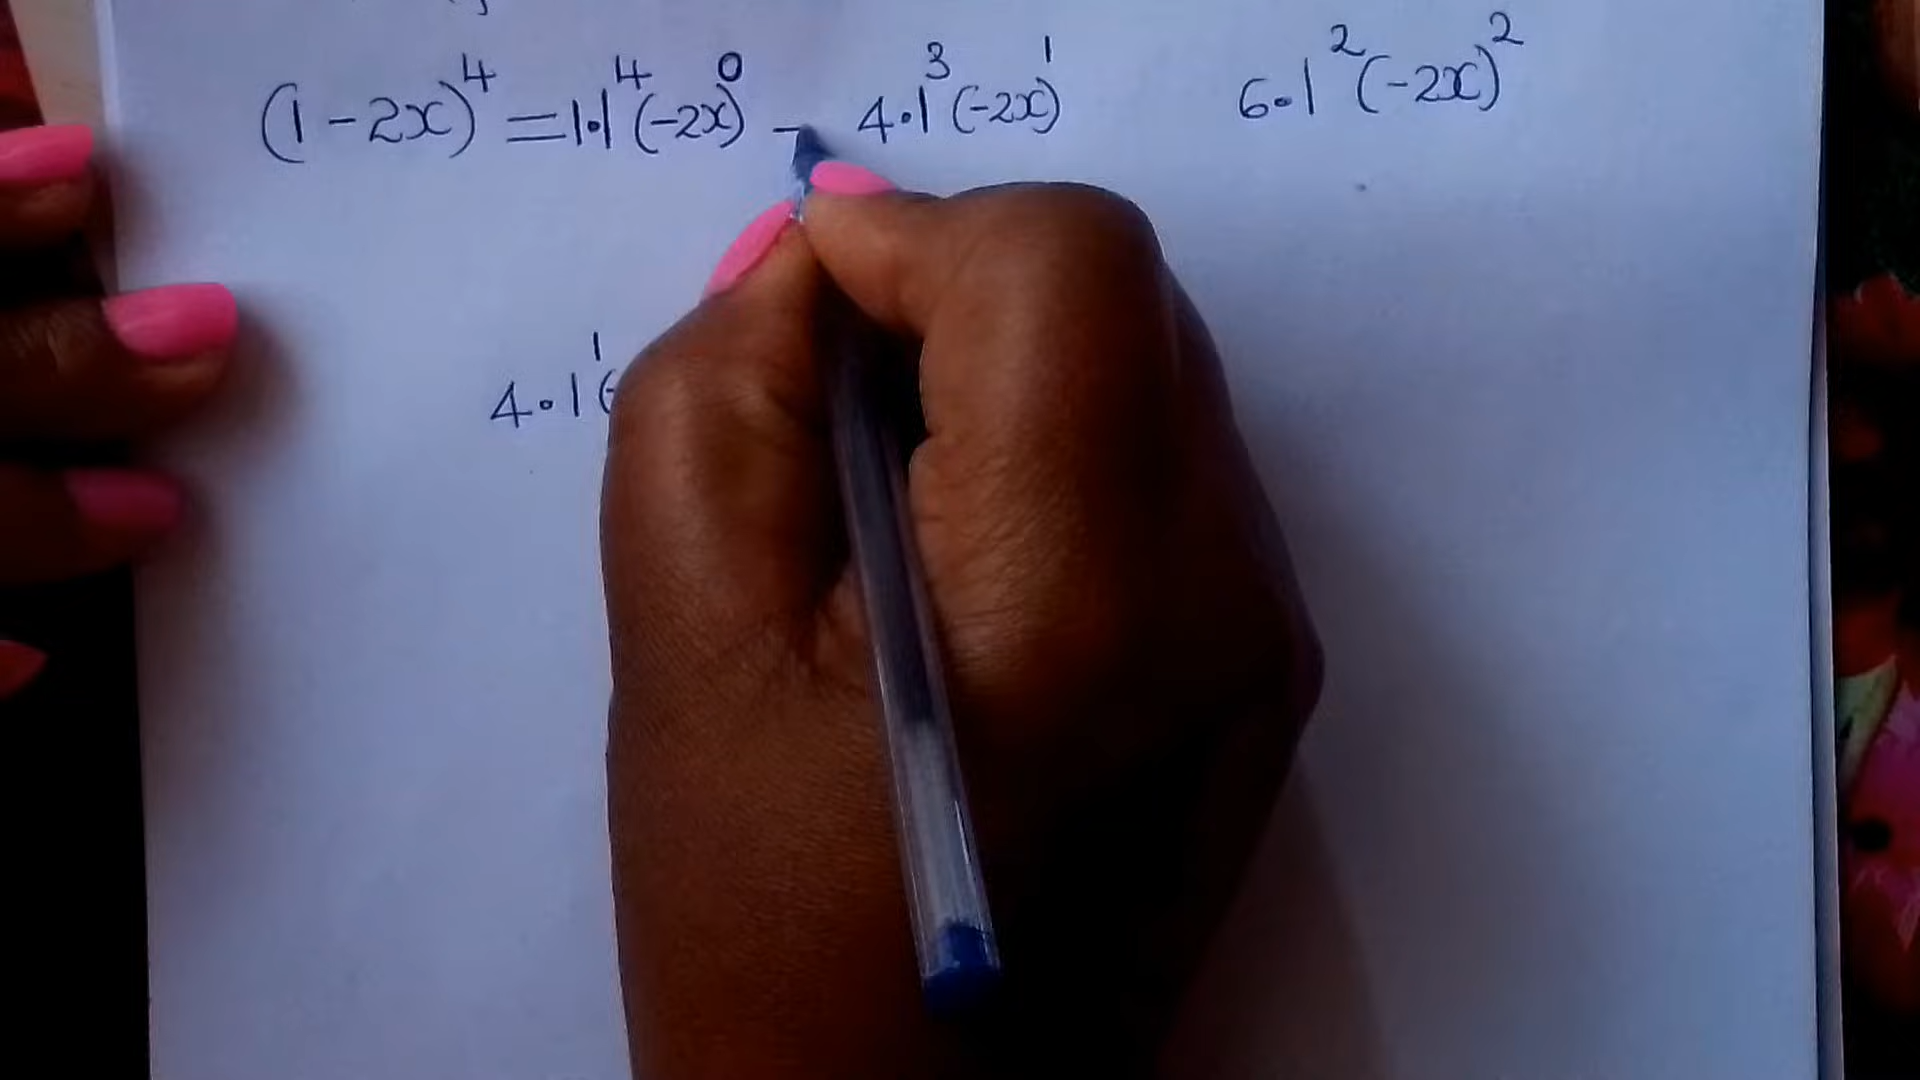 (1-2x)⁴ = 1·1⁴(-2x)⁰ - 4·1³(-2x)¹ 6·1²(-2x)²
4·1¹(-